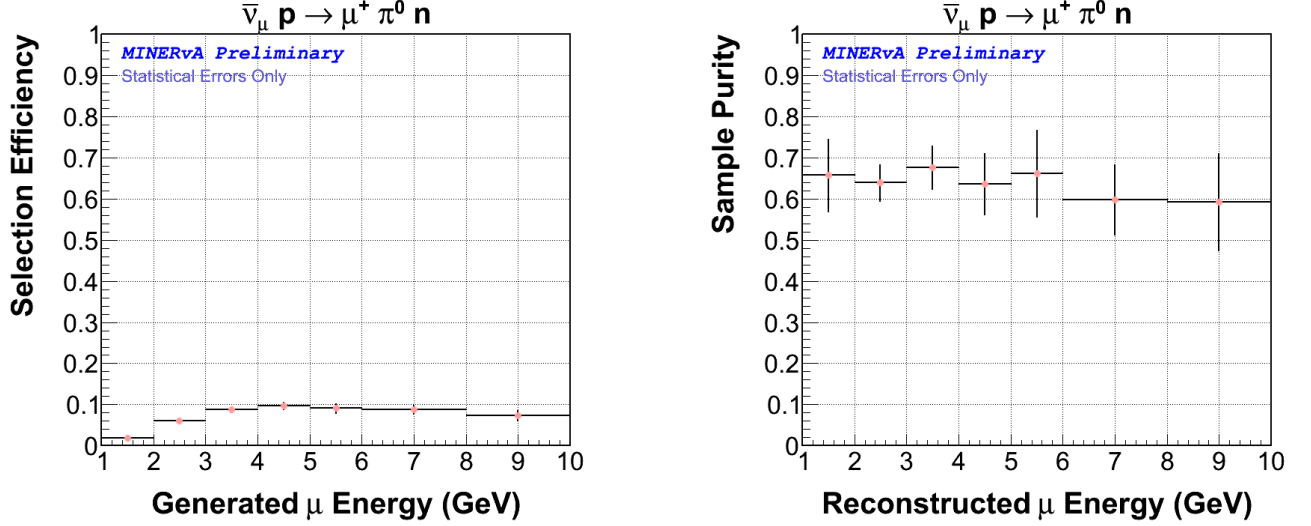 ν̄μ p → μ⁺ π⁰ n
MINERνA Preliminary
Statistical Errors Only
Selection Efficiency
1
0.9
0.8
0.7
0.6
0.5
0.4
0.3
0.2
0.1
0
1 2 3 4 5 6 7 8 9 10
Generated μ Energy (GeV)
ν̄μ p → μ⁺ π⁰ n
MINERνA Preliminary
Statistical Errors Only
Sample Purity
1
0.9
0.8
0.7
0.6
0.5
0.4
0.3
0.2
0.1
0
1 2 3 4 5 6 7 8 9 10
Reconstructed μ Energy (GeV)